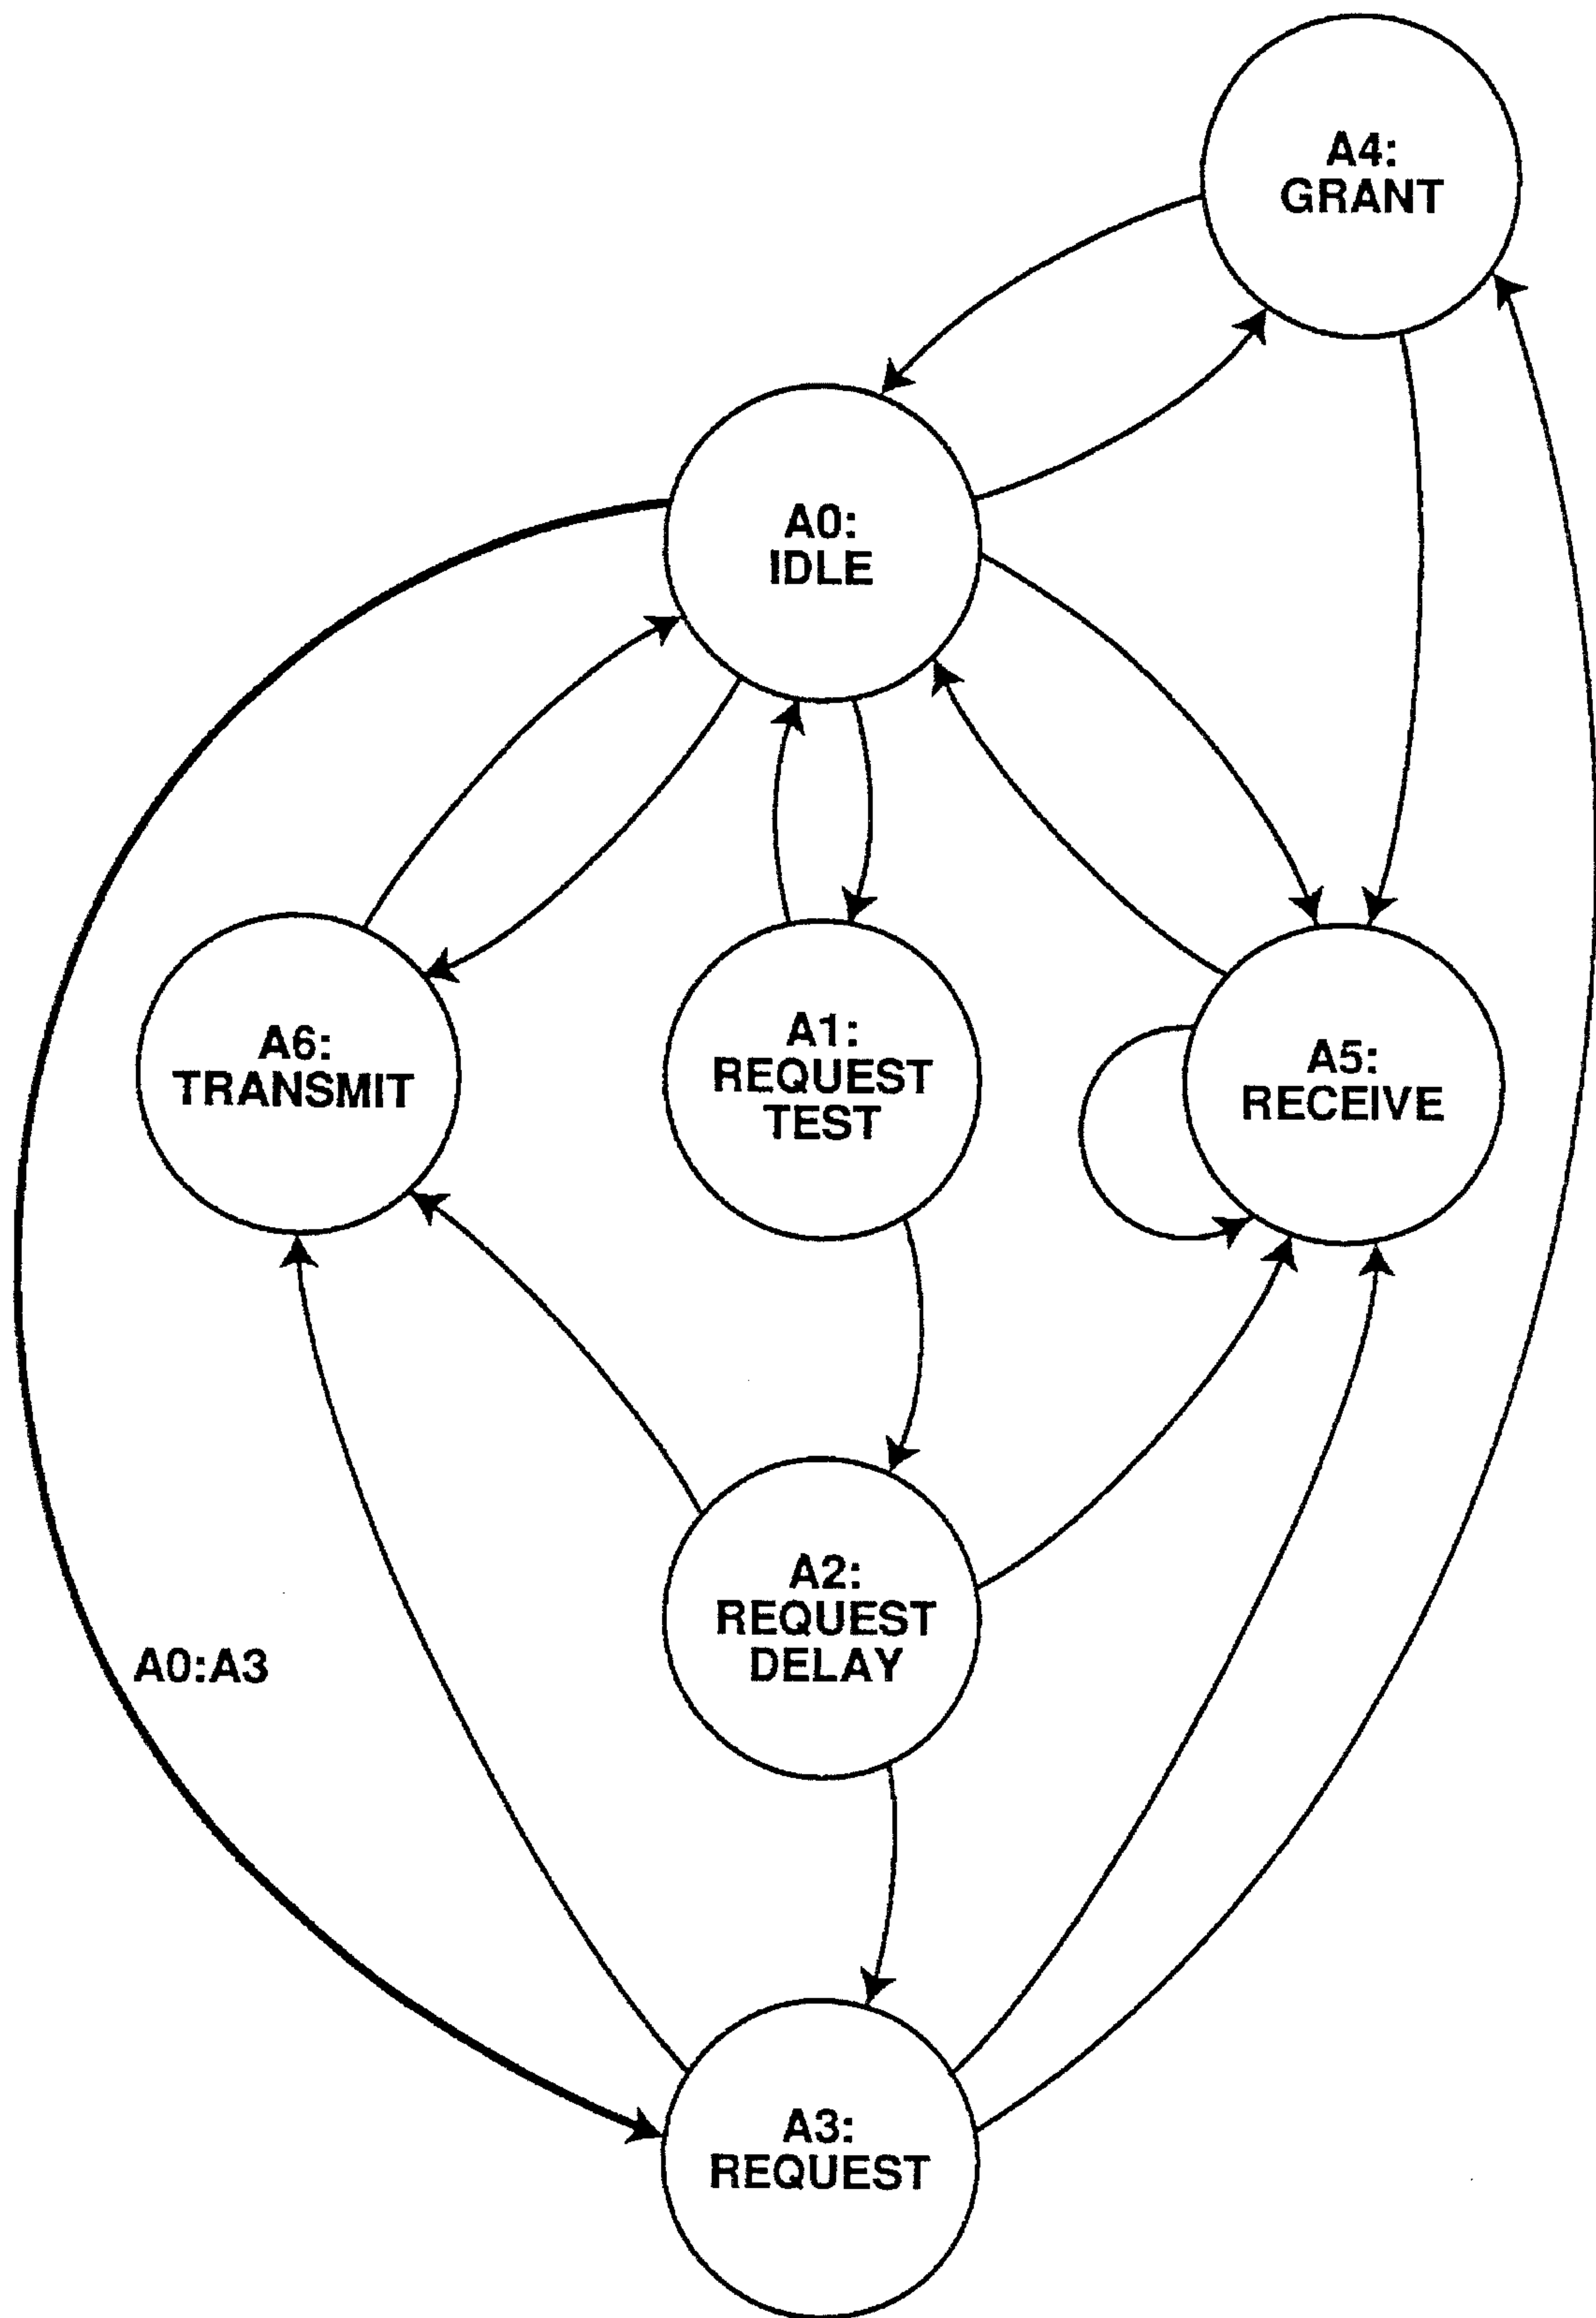 A4:
GRANT
A0:
IDLE
A6:
TRANSMIT
A1:
REQUEST
TEST
A5:
RECEIVE
A2:
REQUEST
DELAY
A0:A3
A3:
REQUEST